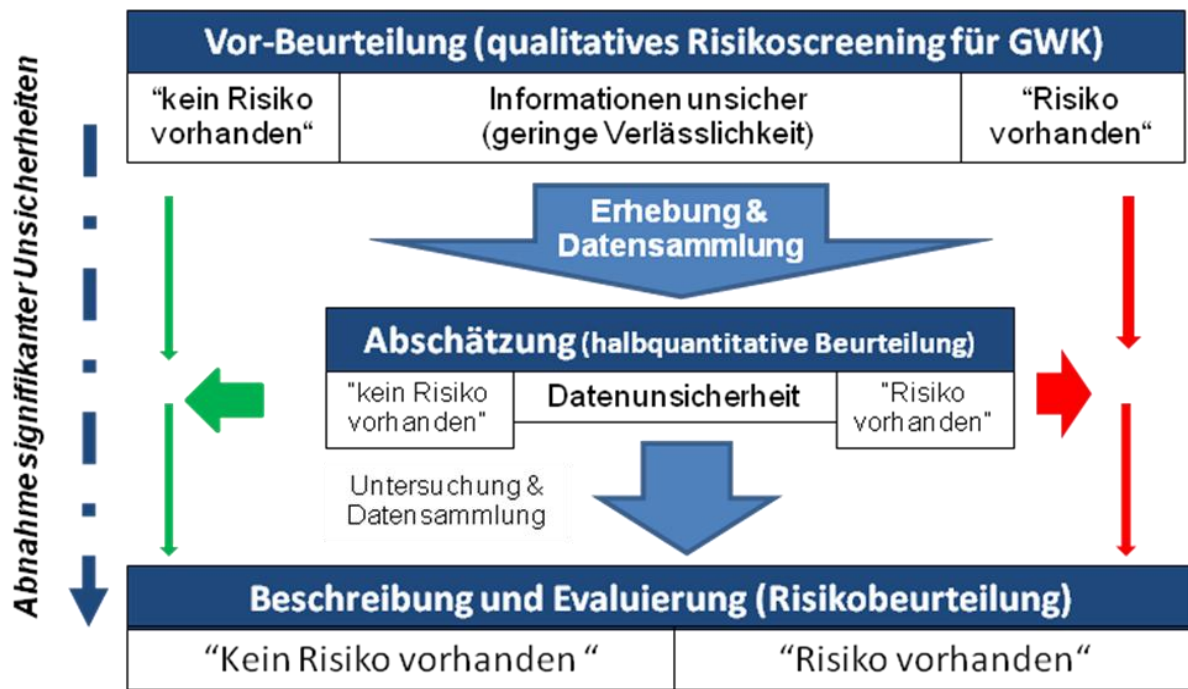 Abnahme signifikanter Unsicherheiten
Vor-Beurteilung (qualitatives Risikoscreening für GWK)
"kein Risiko
vorhanden“
Informationen unsicher
(geringe Verlässlichkeit)
"Risiko
vorhanden“
Erhebung &
Datensammlung
Abschätzung (halbquantitative Beurteilung)
"kein Risiko
vorhanden"
Datenunsicherheit
"Risiko
vorhanden"
Untersuchung &
Datensammlung
Beschreibung und Evaluierung (Risikobeurteilung)
“Kein Risiko vorhanden “
“Risiko vorhanden“